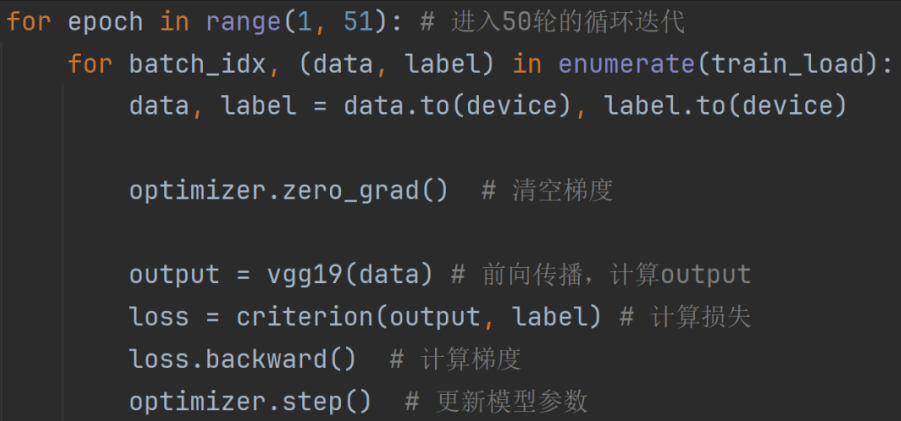 for epoch in range(1, 51): # 进入50轮的循环迭代
for batch_idx, (data, label) in enumerate(train_load):
data, label = data.to(device), label.to(device)
optimizer.zero_grad()  # 清空梯度
output = vgg19(data) # 前向传播，计算output
loss = criterion(output, label) # 计算损失
loss.backward()  # 计算梯度
optimizer.step()  # 更新模型参数